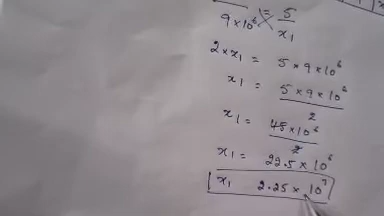 = 5
9 × 10⁶ x₁
2 × x₁ = 5 × 9 × 10⁶
x₁ = 5 × 9 × 10⁶
2
x₁ = 45 × 10⁶
2
x₁ = 22.5 × 10⁶
x₁ 2.25 × 10⁷